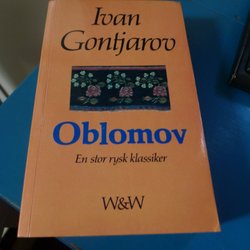 Ivan
Gontjarov
Oblomov
En stor rysk klassiker
W&W